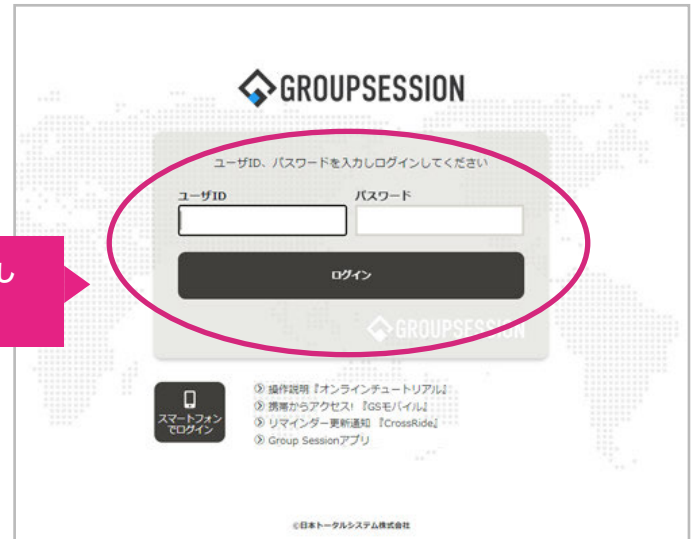 GROUPSESSION
ユーザID、パスワードを入力しログインしてください
ユーザID パスワード
し
ログイン
GROUPSESSION
スマートフォン
でログイン
操作説明『オンラインチュートリアル』
携帯からアクセス!『GSモバイル』
リマインダー更新通知 『CrossRide』
Group Sessionアプリ
©日本トータルシステム株式会社